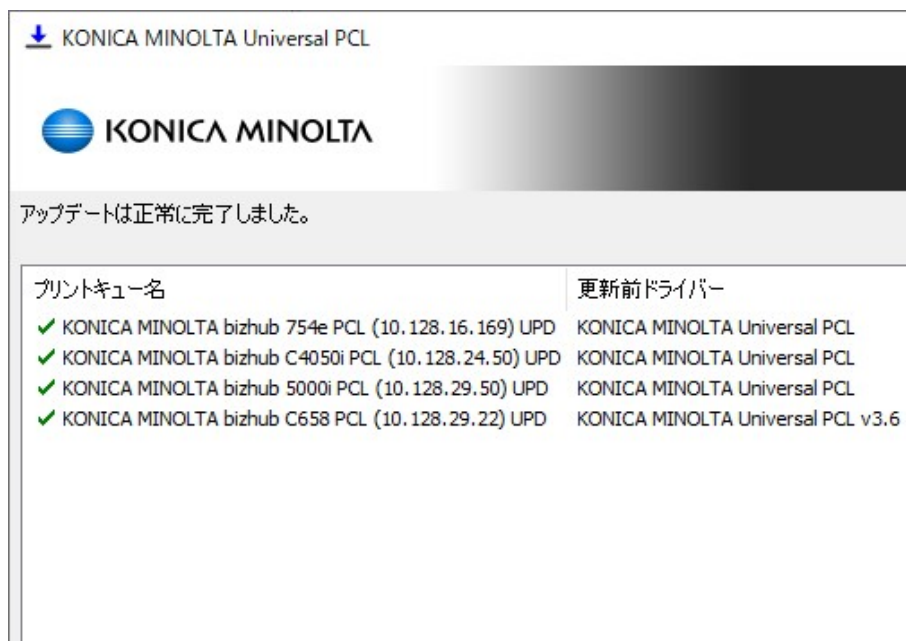 KONICA MINOLTA Universal PCL
KONICA MINOLTA
アップデートは正常に完了しました。
プリントキュー名 更新前ドライバー
KONICA MINOLTA bizhub 754e PCL (10.128.16.169) UPD KONICA MINOLTA Universal PCL
KONICA MINOLTA bizhub C4050i PCL (10.128.24.50) UPD KONICA MINOLTA Universal PCL
KONICA MINOLTA bizhub 5000i PCL (10.128.29.50) UPD KONICA MINOLTA Universal PCL
KONICA MINOLTA bizhub C658 PCL (10.128.29.22) UPD KONICA MINOLTA Universal PCL v3.6